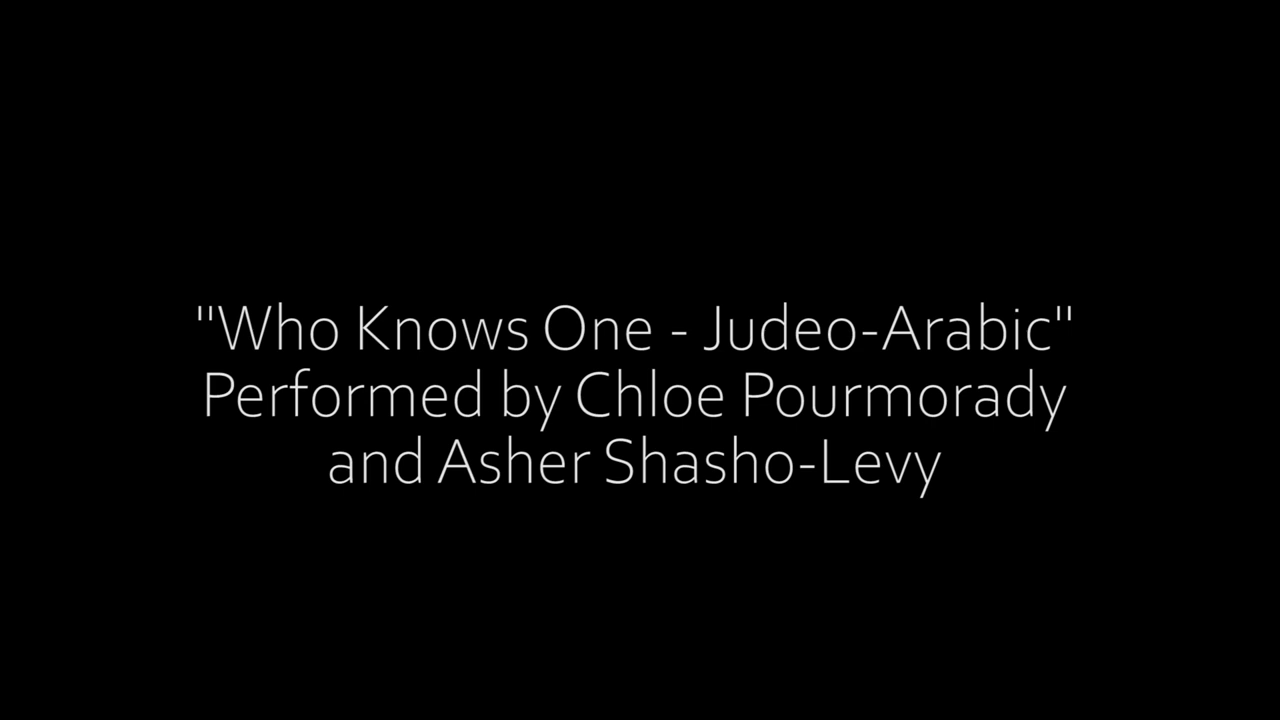 "Who Knows One - Judeo-Arabic"
Performed by Chloe Pourmorady
and Asher Shasho-Levy